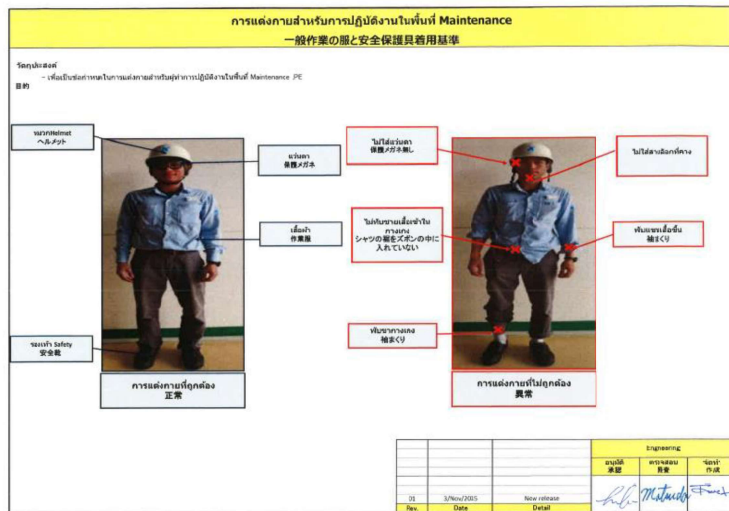 การแต่งกายสำหรับการปฏิบัติงานในพื้นที่ Maintenance
一般作業の服と安全保護具着用基準
วัตถุประสงค์
- เพื่อเป็นข้อกำหนดในการแต่งกายสำหรับผู้ทำการปฏิบัติงานในพื้นที่ Maintenance .PE
目的
หมวกHelmet
ヘルメット
แว่นตา
保護メガネ
เสื้อผ้า
作業服
รองเท้า Safety
安全靴
การแต่งกายที่ถูกต้อง
正常
ไม่ใส่แว่นตา
保護メガネ無し
ไม่ใส่สายล๊อกที่คาง
ไม่ทับชายเสื้อเข้าใน
กางเกง
シャツの裾をズボンの中に
入れていない
พับแขนเสื้อขึ้น
袖まくり
พับขากางเกง
袖まくり
การแต่งกายที่ไม่ถูกต้อง
異常
Engineering
อนุมัติ ตรวจสอบ จัดทำ
承認 審査 作成
01 3/Nov/2015 New release
Rev. Date Detail
Matsuda